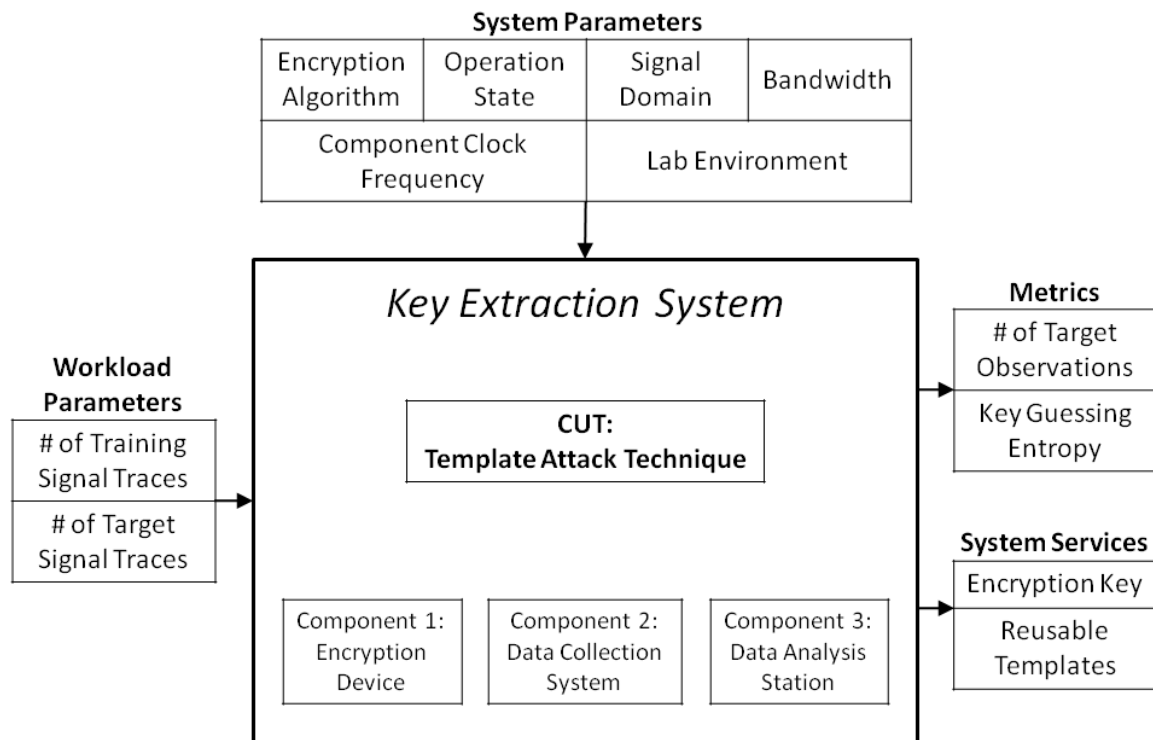 System Parameters
Encryption
Algorithm
Operation
State
Signal
Domain
Bandwidth
Component Clock
Frequency
Lab Environment
Key Extraction System
CUT:
Template Attack Technique
Component 1:
Encryption
Device
Component 2:
Data Collection
System
Component 3:
Data Analysis
Station
Workload
Parameters
# of Training
Signal Traces
# of Target
Signal Traces
Metrics
# of Target
Observations
Key Guessing
Entropy
System Services
Encryption Key
Reusable
Templates